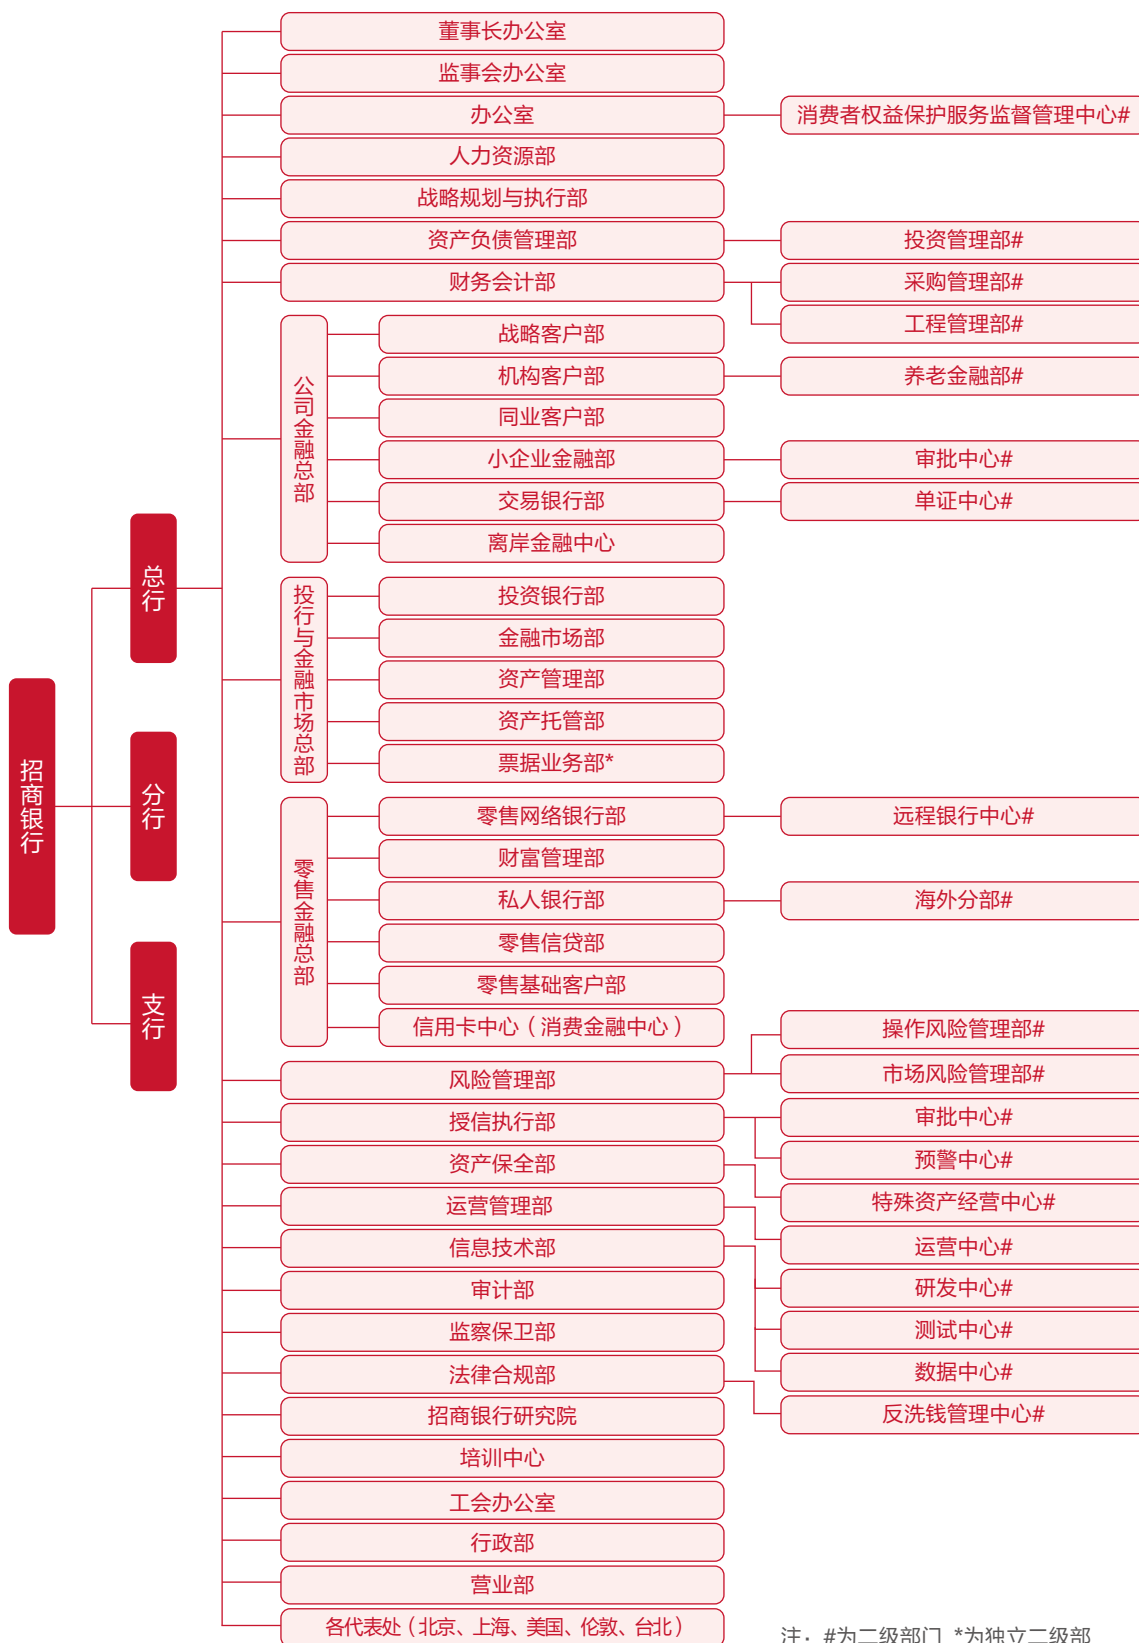 招商银行
总行
分行
支行
董事长办公室
监事会办公室
办公室
消费者权益保护服务监督管理中心#
人力资源部
战略规划与执行部
资产负债管理部
投资管理部#
财务会计部
采购管理部#
工程管理部#
公司金融总部
战略客户部
机构客户部
养老金融部#
同业客户部
小企业金融部
审批中心#
交易银行部
单证中心#
离岸金融中心
投行与金融市场总部
投资银行部
金融市场部
资产管理部
资产托管部
票据业务部*
零售金融总部
零售网络银行部
远程银行中心#
财富管理部
私人银行部
海外分部#
零售信贷部
零售基础客户部
信用卡中心（消费金融中心）
风险管理部
操作风险管理部#
市场风险管理部#
授信执行部
审批中心#
预警中心#
资产保全部
特殊资产经营中心#
运营管理部
运营中心#
信息技术部
研发中心#
测试中心#
数据中心#
审计部
监察保卫部
法律合规部
反洗钱管理中心#
招商银行研究院
培训中心
工会办公室
行政部
营业部
各代表处（北京、上海、美国、伦敦、台北）
注：#为二级部门 *为独立二级部